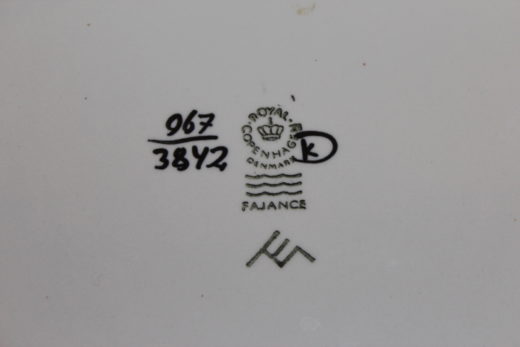 967
3842
ROYAL COPENHAGEN
DENMARK
K
FAJANCE